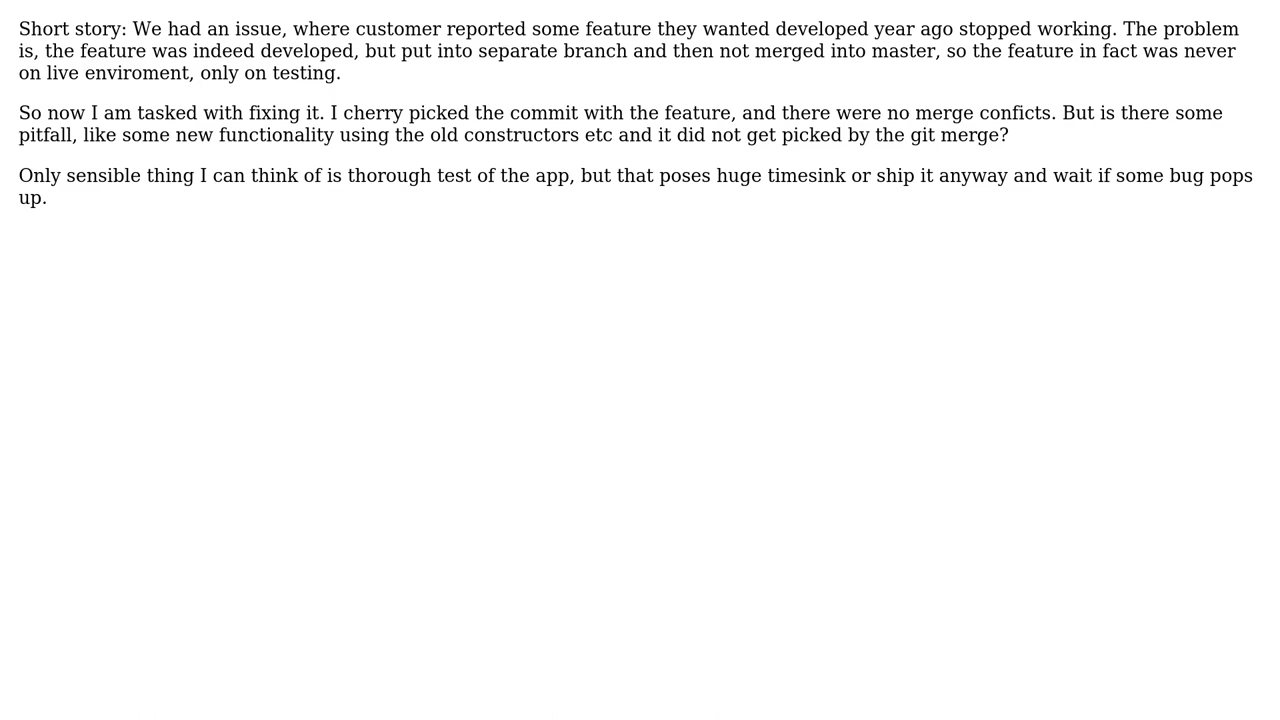 Short story: We had an issue, where customer reported some feature they wanted developed year ago stopped working. The problem
is, the feature was indeed developed, but put into separate branch and then not merged into master, so the feature in fact was never
on live enviroment, only on testing.
So now I am tasked with fixing it. I cherry picked the commit with the feature, and there were no merge conficts. But is there some
pitfall, like some new functionality using the old constructors etc and it did not get picked by the git merge?
Only sensible thing I can think of is thorough test of the app, but that poses huge timesink or ship it anyway and wait if some bug pops
up.